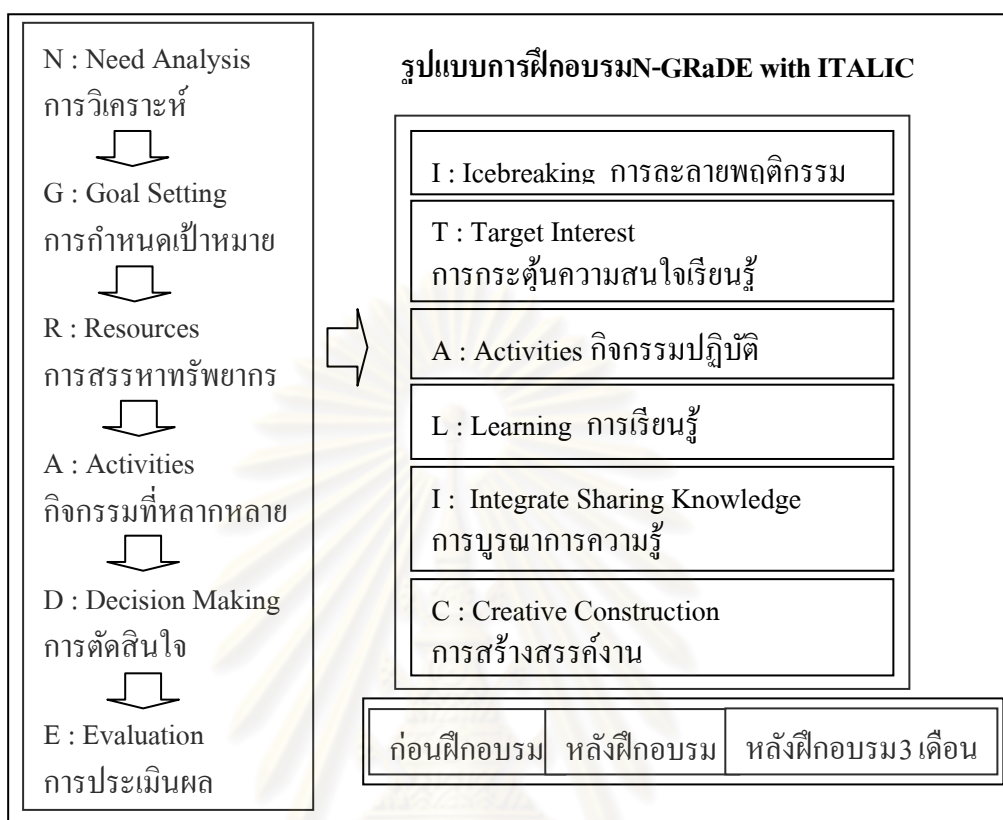 N : Need Analysis
การวิเคราะห์
G : Goal Setting
การกำหนดเป้าหมาย
R : Resources
การสรรหาทรัพยากร
A : Activities
กิจกรรมที่หลากหลาย
D : Decision Making
การตัดสินใจ
E : Evaluation
การประเมินผล
รูปแบบการฝึกอบรมN-GRaDE with ITALIC
I : Icebreaking การละลายพฤติกรรม
T : Target Interest
การกระตุ้นความสนใจเรียนรู้
A : Activities กิจกรรมปฏิบัติ
L : Learning การเรียนรู้
I : Integrate Sharing Knowledge
การบูรณาการความรู้
C : Creative Construction
การสร้างสรรค์งาน
ก่อนฝึกอบรม หลังฝึกอบรม หลังฝึกอบรม3 เดือน